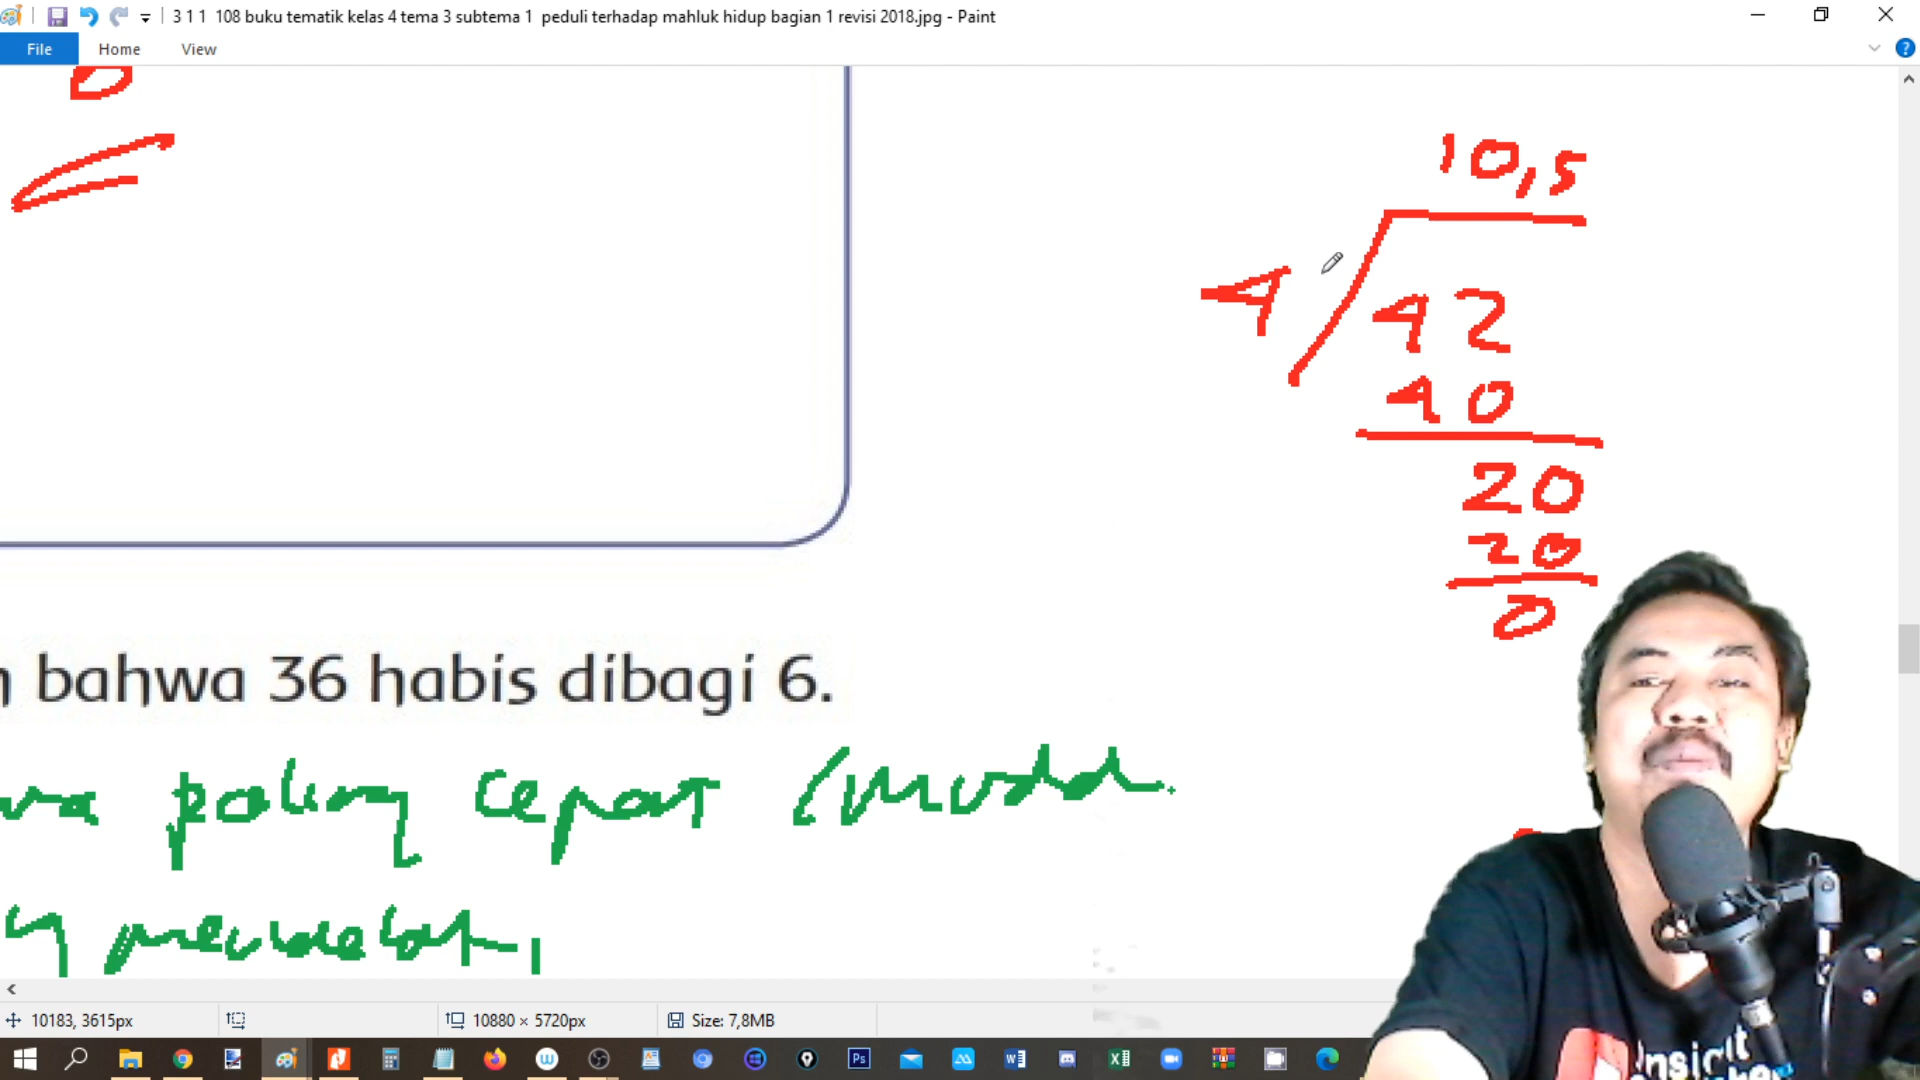 3 1 1  108 buku tematik kelas 4 tema 3 subtema 1  peduli terhadap mahluk hidup bagian 1 revisi 2018.jpg - Paint
File Home View
10,5
4 42
40
20
20
0
bahwa 36 habis dibagi 6.
paling cepat
10183, 3615px
10880 × 5720px
Size: 7,8MB